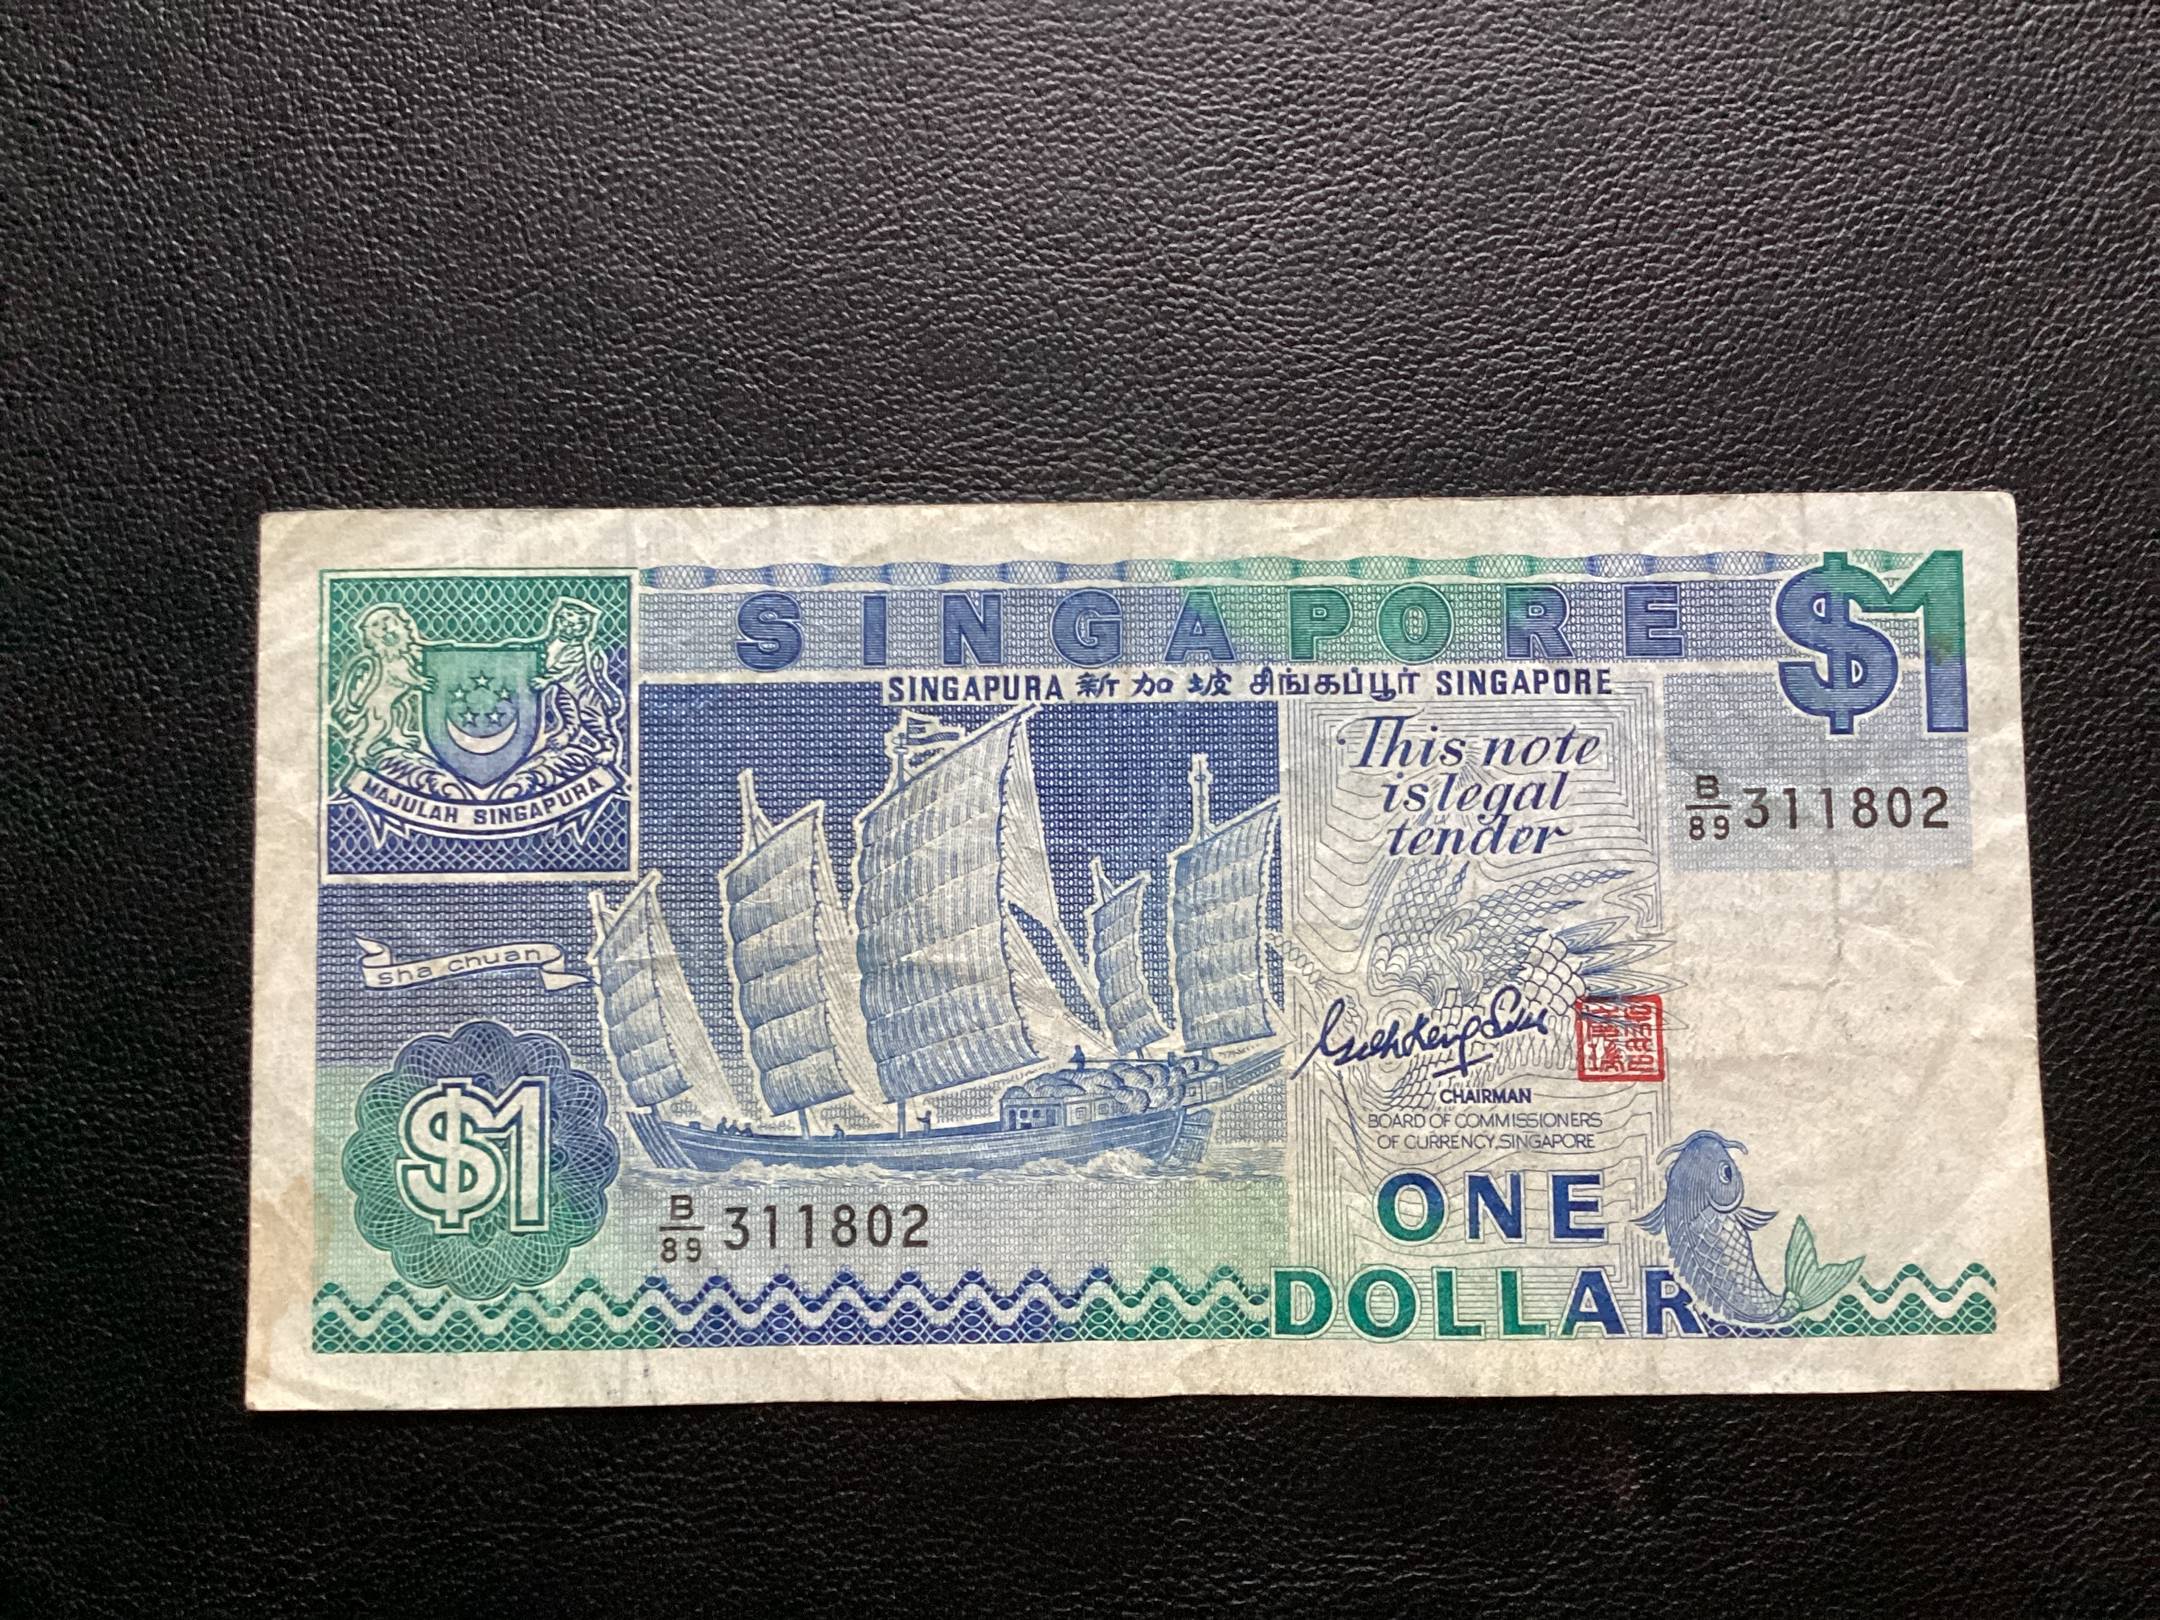 SINGAPORE
$1
SINGAPURA 新加坡 சிங்கப்பூர் SINGAPORE
MAJULAH SINGAPURA
This note
is legal
tender
B/89 311802
sha chuan
CHAIRMAN
BOARD OF COMMISSIONERS
OF CURRENCY, SINGAPORE
$1
B/89 311802
ONE
DOLLAR